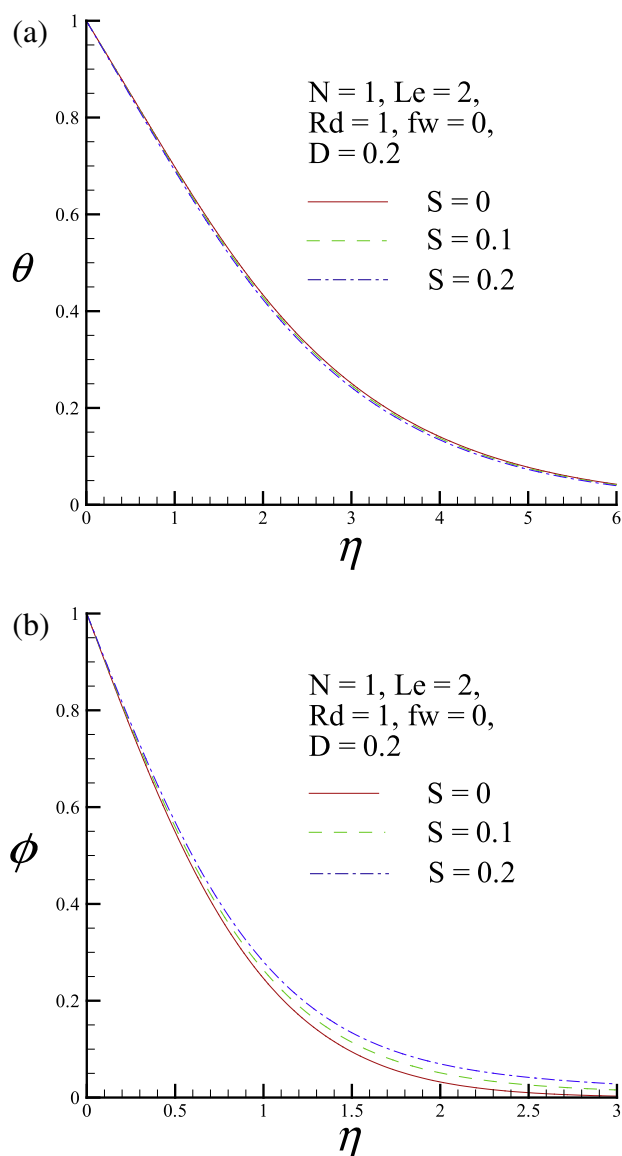 (a)
1
0.8
0.6
0.4
0.2
0
θ
N = 1, Le = 2,
Rd = 1, fw = 0,
D = 0.2
S = 0
S = 0.1
S = 0.2
0 1 2 3 4 5 6
η
(b)
1
0.8
0.6
0.4
0.2
0
ϕ
N = 1, Le = 2,
Rd = 1, fw = 0,
D = 0.2
S = 0
S = 0.1
S = 0.2
0 0.5 1 1.5 2 2.5 3
η